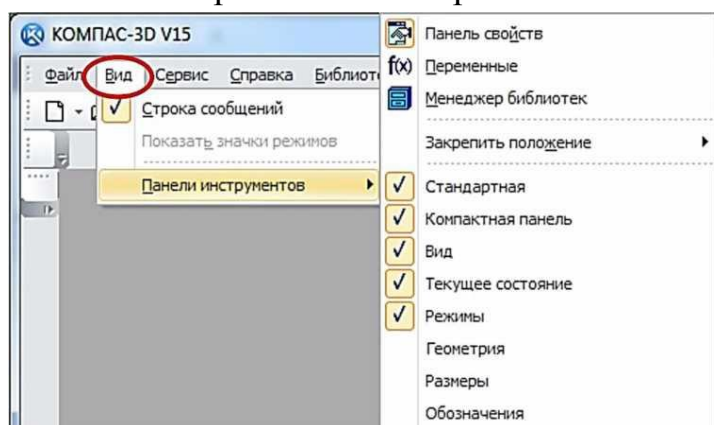 КОМПАС-3D V15
Файл Вид Сервис Справка
Строка сообщений
Показать значки режимов
Панели инструментов
Панель свойств
f(x) Переменные
Менеджер библиотек
Закрепить положение
Стандартная
Компактная панель
Вид
Текущее состояние
Режимы
Геометрия
Размеры
Обозначения